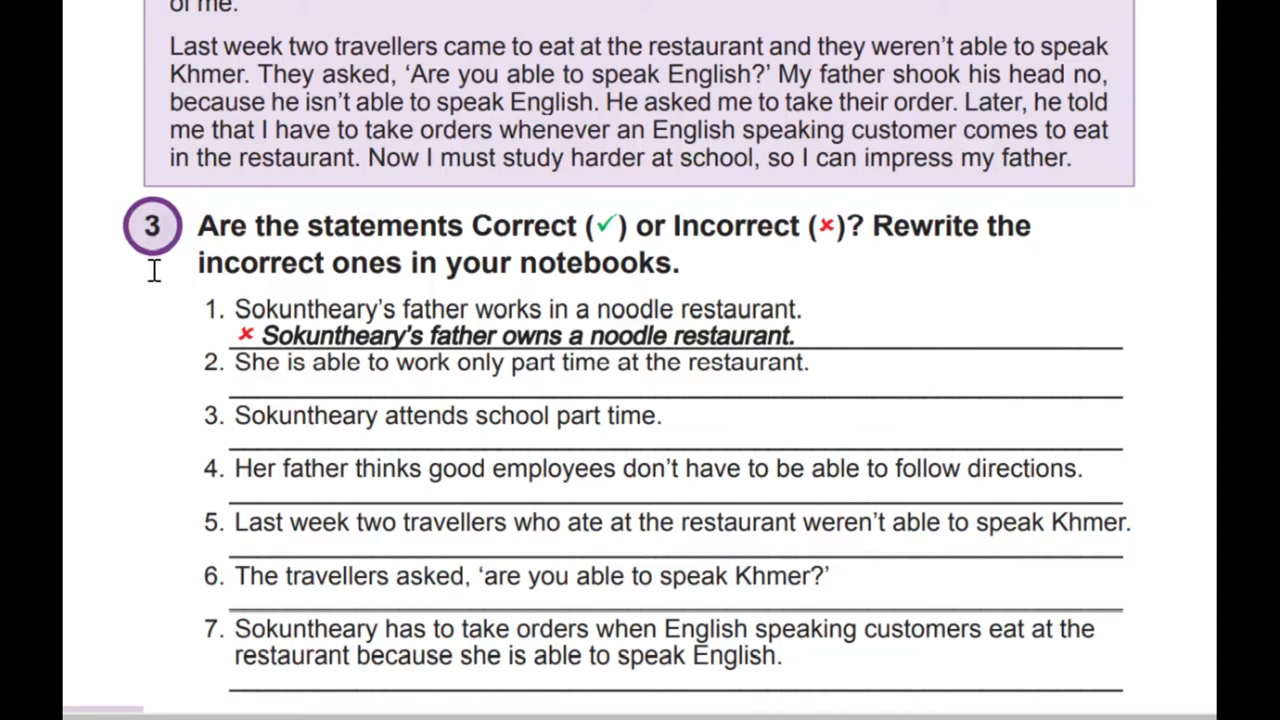 of me.
Last week two travellers came to eat at the restaurant and they weren't able to speak
Khmer. They asked, 'Are you able to speak English?' My father shook his head no,
because he isn't able to speak English. He asked me to take their order. Later, he told
me that I have to take orders whenever an English speaking customer comes to eat
in the restaurant. Now I must study harder at school, so I can impress my father.
3 Are the statements Correct (✓) or Incorrect (×)? Rewrite the
incorrect ones in your notebooks.
1. Sokuntheary's father works in a noodle restaurant.
× Sokuntheary's father owns a noodle restaurant.
2. She is able to work only part time at the restaurant.
3. Sokuntheary attends school part time.
4. Her father thinks good employees don't have to be able to follow directions.
5. Last week two travellers who ate at the restaurant weren't able to speak Khmer.
6. The travellers asked, 'are you able to speak Khmer?'
7. Sokuntheary has to take orders when English speaking customers eat at the
restaurant because she is able to speak English.